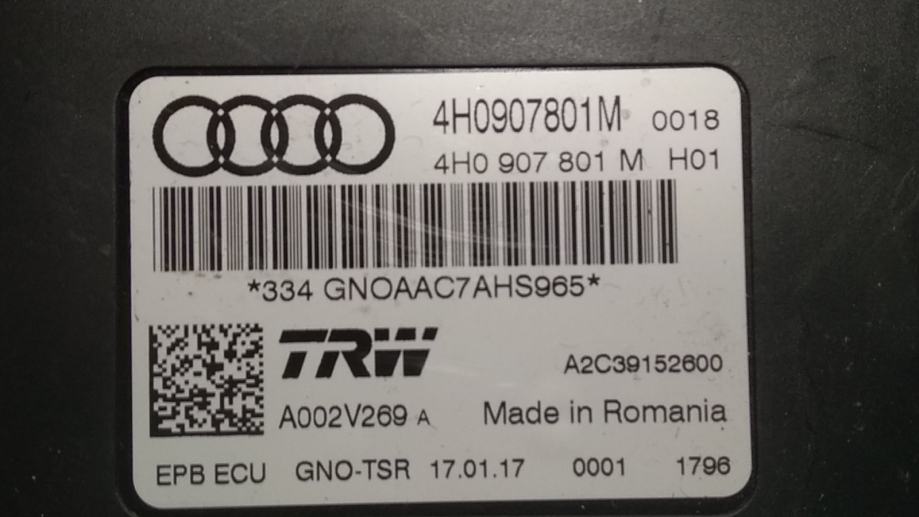 4H0907801M 0018
4H0 907 801 M H01
*334 GNOAAC7AHS965*
TRW
A2C39152600
A002V269 A Made in Romania
EPB ECU GNO-TSR 17.01.17 0001 1796